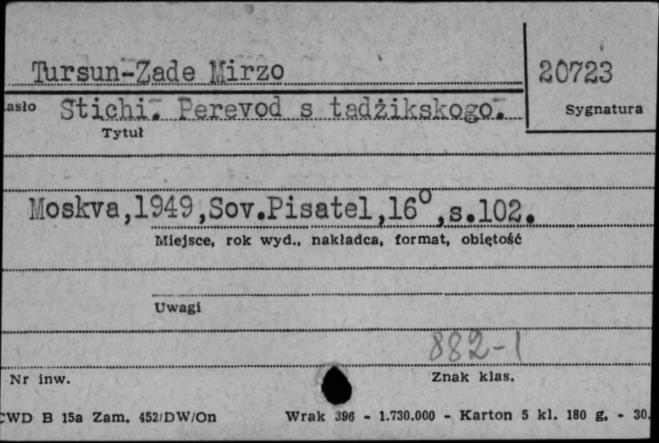 Tursun-Zade Mirzo
20723
asło Stichi. Perevod s tadżikskogo.
Sygnatura
Tytuł
Moskva,1949,Sov.Pisatel,16⁰,s.102.
Miejsce, rok wyd., nakładca, format, objętość
Uwagi
882-1
Nr inw.
Znak klas.
CWD B 15a Zam. 452/DW/On Wrak 396 - 1.730.000 - Karton 5 kl. 180 g. - 30.